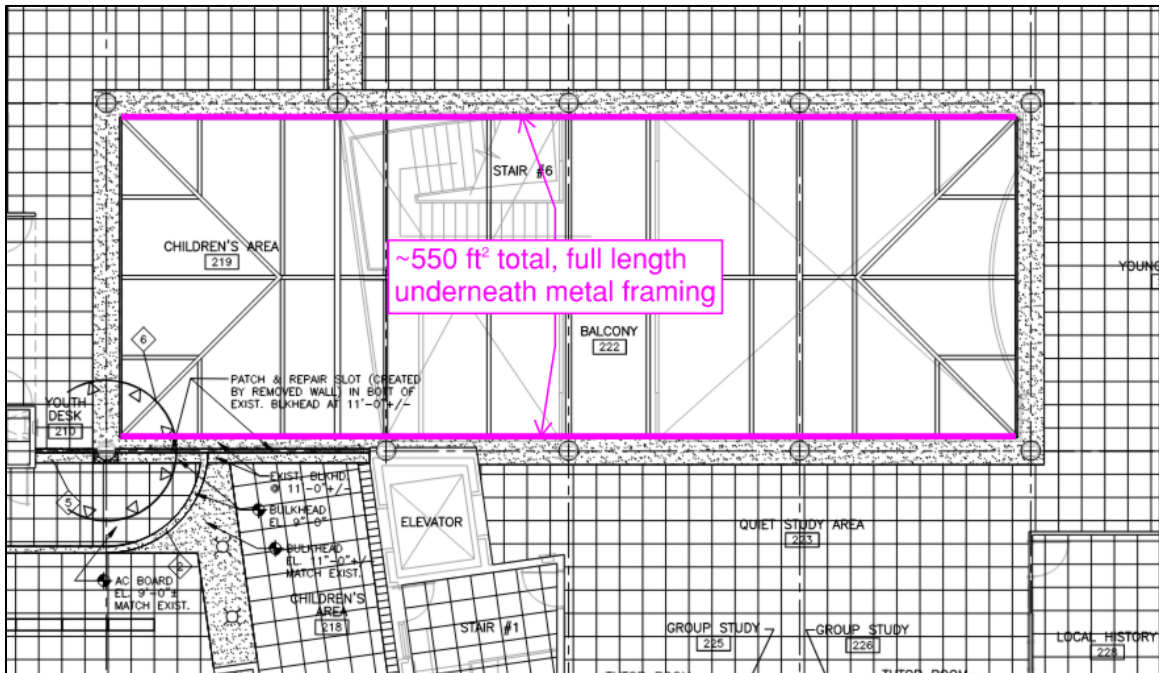 STAIR #6
CHILDREN'S AREA
219
~550 ft² total, full length
underneath metal framing
YOUNG
BALCONY
222
6
PATCH & REPAIR SLOT (CREATED
BY REMOVED WALL) IN BOTT OF
EXIST. BLKHEAD AT 11'-0"+/-
YOUTH
DESK
210
EXIST. BLKHD.
@ 11'-0"+/-
5
BULKHEAD
EL. 9'-0"
ELEVATOR
QUIET STUDY AREA
223
BULKHEAD
EL. 11'-0"+/-
MATCH EXIST.
2
AC BOARD
EL. 9'-0"±
MATCH EXIST.
CHILDREN'S
AREA
218
STAIR #1
GROUP STUDY
225
GROUP STUDY
226
LOCAL HISTORY
228
TUTOR ROOM
TUTOR ROOM